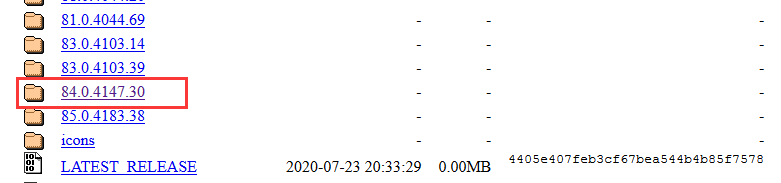 81.0.4044.69 - - -
83.0.4103.14 - - -
83.0.4103.39 - - -
84.0.4147.30 - - -
85.0.4183.38 - - -
icons - - -
LATEST_RELEASE 2020-07-23 20:33:29 0.00MB 4405e407feb3cf67bea544b4b85f7578